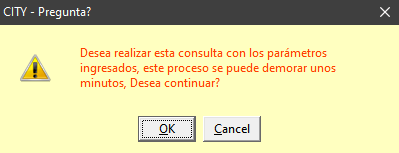 CITY - Pregunta?
Desea realizar esta consulta con los parámetros
ingresados, este proceso se puede demorar unos
minutos, Desea continuar?
OK
Cancel